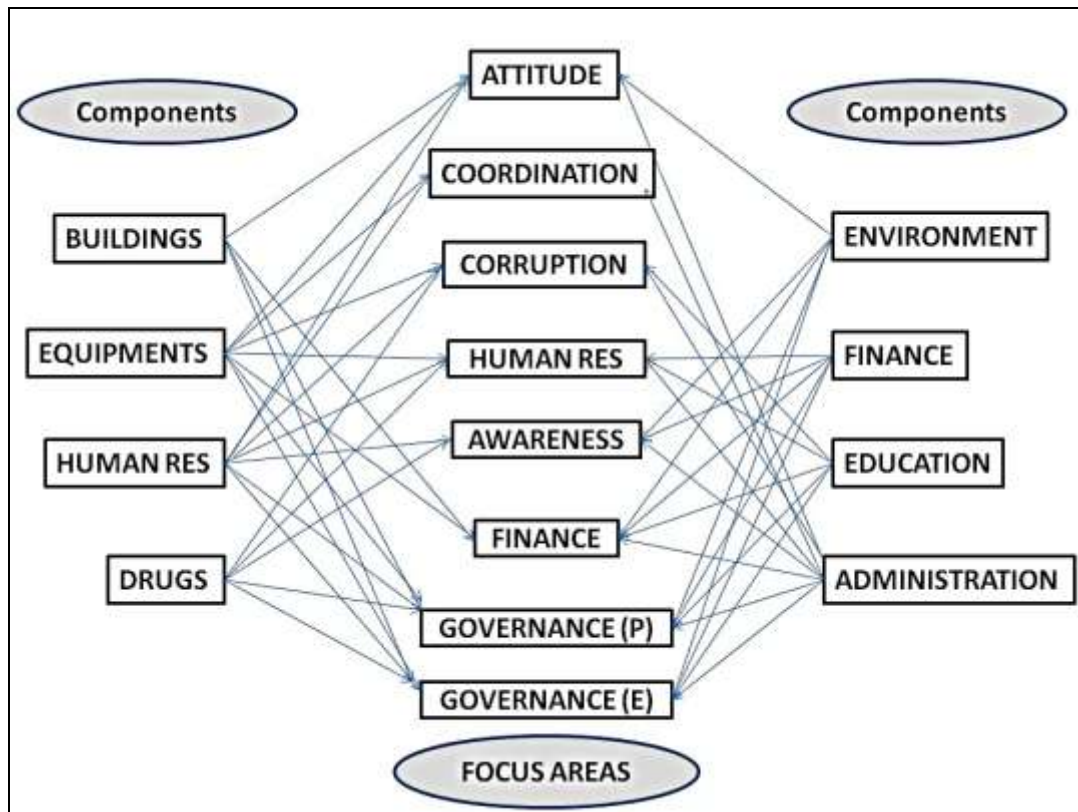 ATTITUDE
Components
Components
COORDINATION
BUILDINGS
ENVIRONMENT
CORRUPTION
EQUIPMENTS
HUMAN RES
FINANCE
HUMAN RES
AWARENESS
EDUCATION
FINANCE
DRUGS
ADMINISTRATION
GOVERNANCE (P)
GOVERNANCE (E)
FOCUS AREAS